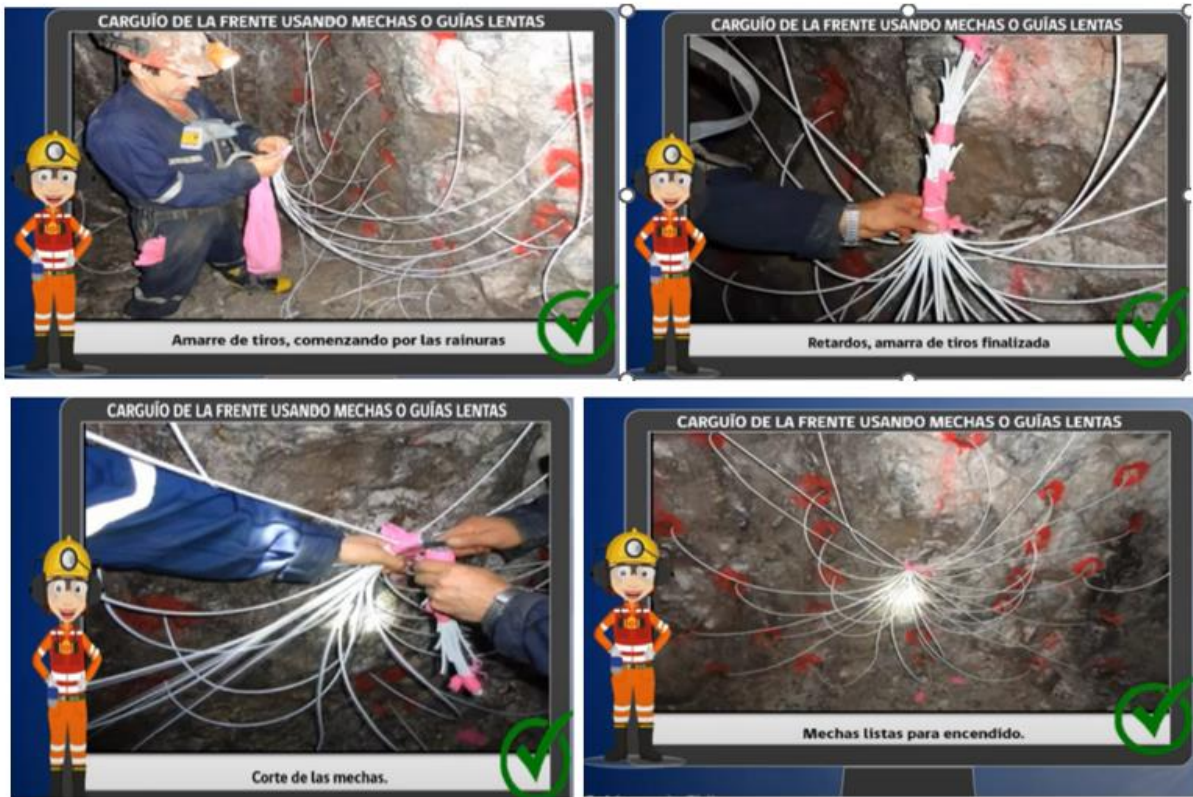 CARGUÍO DE LA FRENTE USANDO MECHAS O GUÍAS LENTAS
Amarre de tiros, comenzando por las rainuras
CARGUÍO DE LA FRENTE USANDO MECHAS O GUÍAS LENTAS
Retardos, amarra de tiros finalizada
CARGUÍO DE LA FRENTE USANDO MECHAS O GUÍAS LENTAS
Corte de las mechas.
CARGUÍO DE LA FRENTE USANDO MECHAS O GUÍAS LENTAS
Mechas listas para encendido.